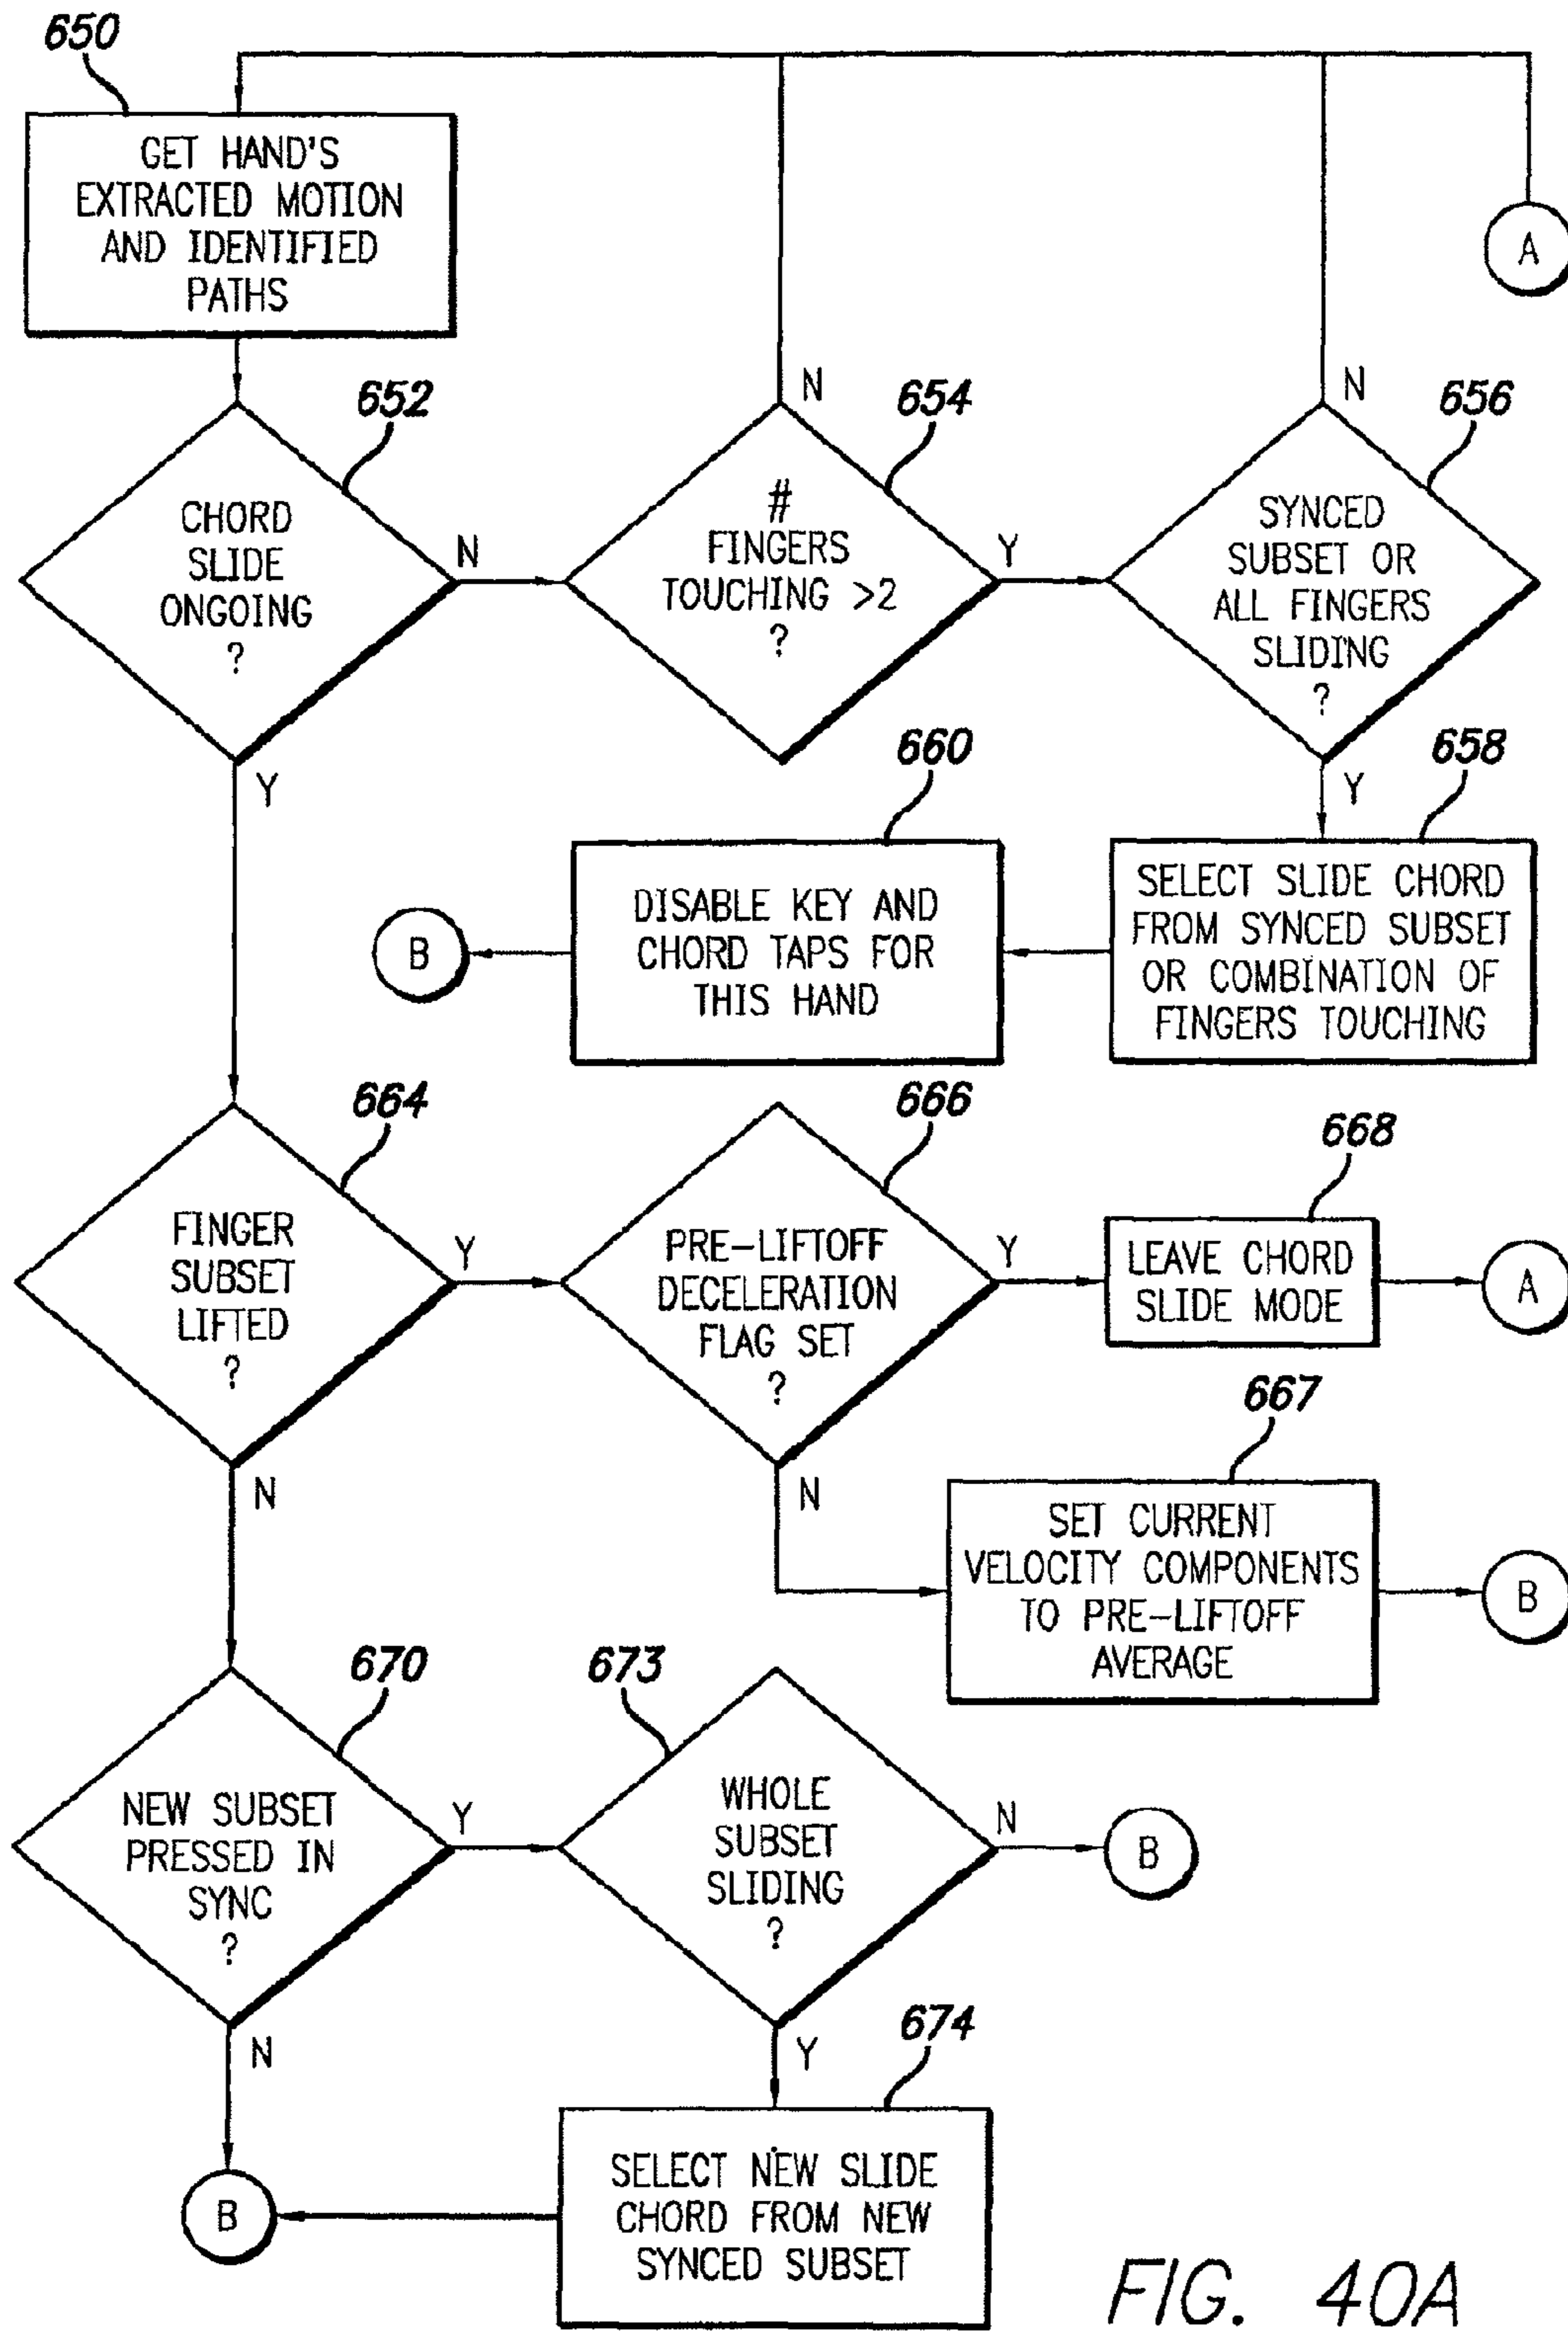 650
GET HAND'S
EXTRACTED MOTION
AND IDENTIFIED
PATHS
A
652
CHORD
SLIDE
ONGOING
?
N
Y
654
N
#
FINGERS
TOUCHING >2
?
Y
656
N
SYNCED
SUBSET OR
ALL FINGERS
SLIDING
?
Y
658
SELECT SLIDE CHORD
FROM SYNCED SUBSET
OR COMBINATION OF
FINGERS TOUCHING
660
DISABLE KEY AND
CHORD TAPS FOR
THIS HAND
B
664
FINGER
SUBSET
LIFTED
?
Y
N
666
PRE-LIFTOFF
DECELERATION
FLAG SET
?
Y
N
668
LEAVE CHORD
SLIDE MODE
A
667
SET CURRENT
VELOCITY COMPONENTS
TO PRE-LIFTOFF
AVERAGE
B
670
NEW SUBSET
PRESSED IN
SYNC
?
Y
N
673
WHOLE
SUBSET
SLIDING
?
N
B
Y
674
SELECT NEW SLIDE
CHORD FROM NEW
SYNCED SUBSET
B
FIG. 40A